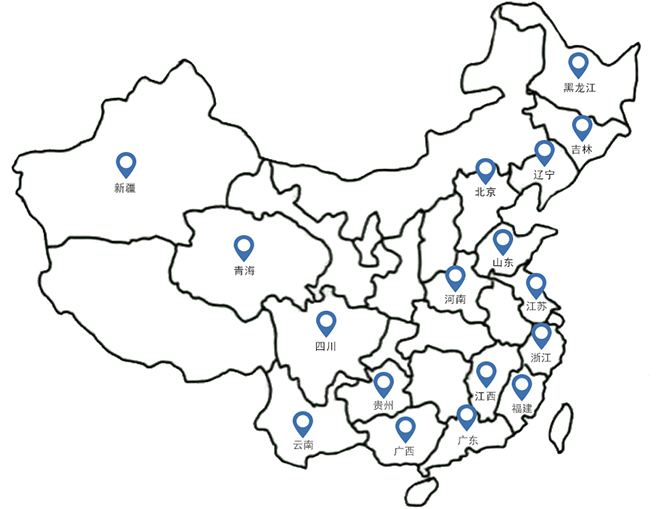 黑龙江
吉林
辽宁
新疆
北京
山东
青海
河南
江苏
四川
浙江
江西
贵州
福建
云南
广东
广西